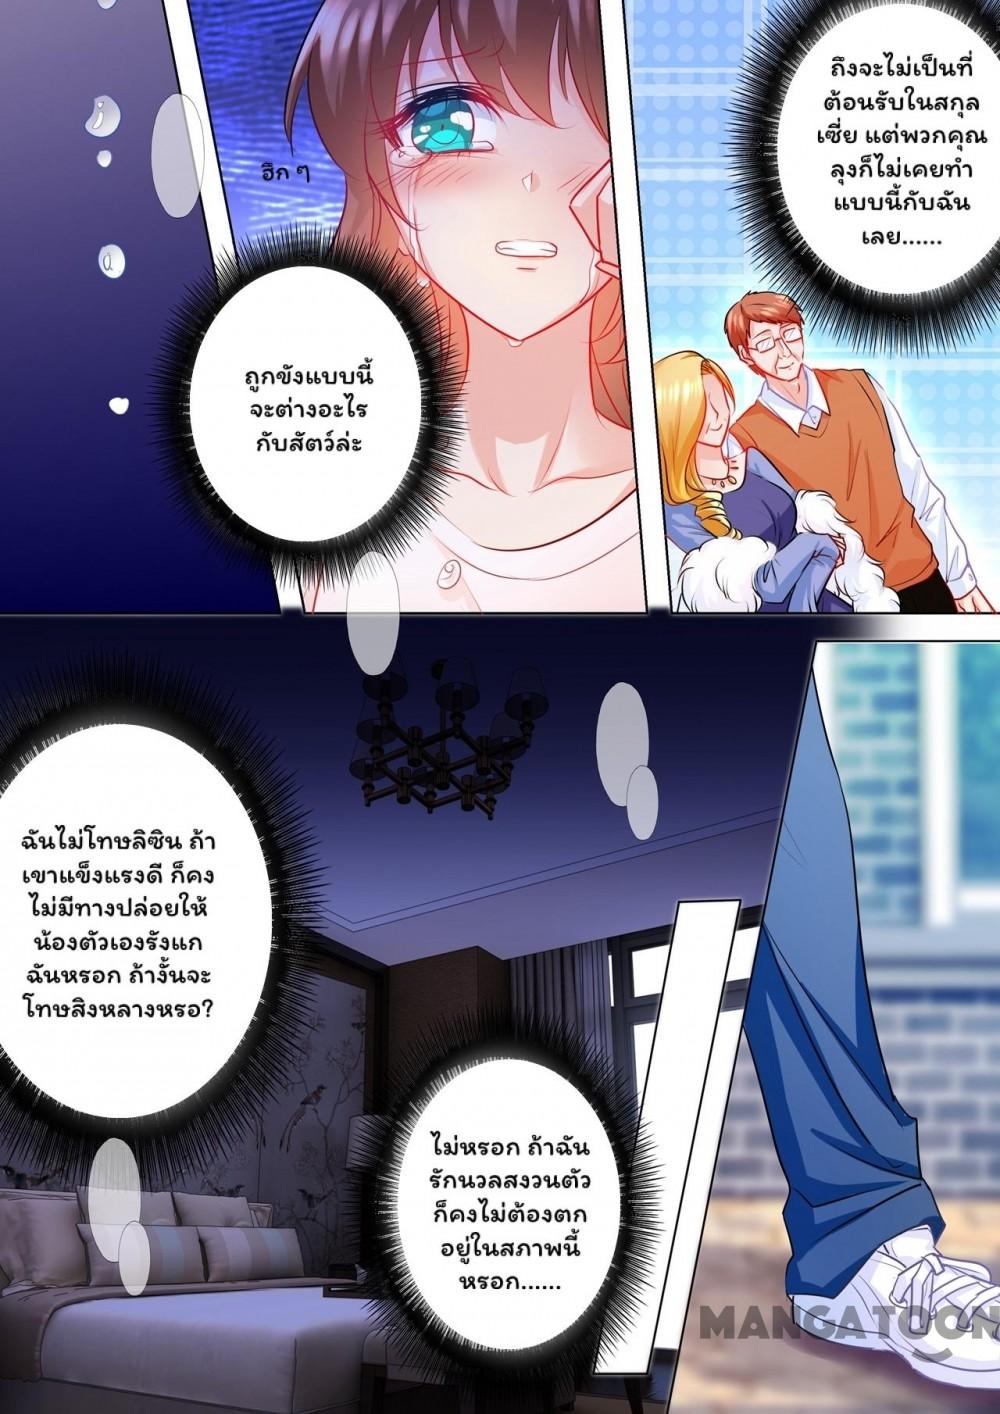 ถึงจะไม่เป็นที่
ต้อนรับในสกุล
เซี่ย แต่พวกคุณ
ลุงก็ไม่เคยทำ
แบบนี้กับฉัน
เลย......
ฮึก ๆ
ถูกขังแบบนี้
จะต่างอะไร
กับสัตว์ล่ะ
ฉันไม่โทษลิซิน ถ้า
เขาแข็งแรงดี ก็คง
ไม่มีทางปล่อยให้
น้องตัวเองรังแก
ฉันหรอก ถ้างั้นจะ
โทษสิงหลางหรอ?
ไม่หรอก ถ้าฉัน
รักนวลสงวนตัว
ก็คงไม่ต้องตก
อยู่ในสภาพนี้
หรอก......
MANGATOON